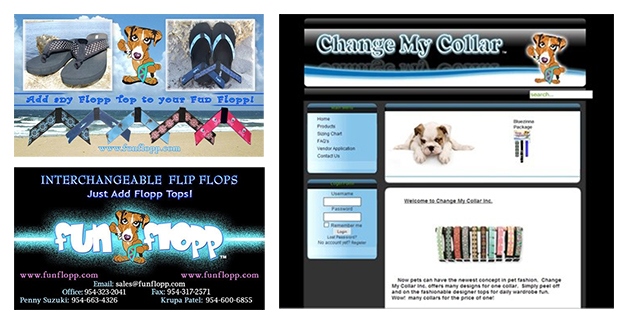 Add any Flopp Top to your Fun Flopp!
www.funflopp.com
INTERCHANGEABLE FLIP FLOPS
Just Add Flopp Tops!
fun flopp™
www.funflopp.com www.funflopp.com
Email: sales@funflopp.com
Office: 954-323-2041 Fax: 954-317-2571
Penny Suzuki: 954-663-4326 Krupa Patel: 954-600-6855
Change My Collar™
search...
Home
Products
Sizing Chart
FAQ's
Vendor Application
Contact Us
Username
Password
Remember me
Login
Lost Password?
No account yet? Register
Bluezinna
Package
Welcome to Change My Collar Inc.
Now pets can have the newest concept in pet fashion. Change
My Collar Inc, offers many designs for one collar. Simply peel off
and on the fashionable designer tops for daily wardrobe fun.
Wow! many collars for the price of one!